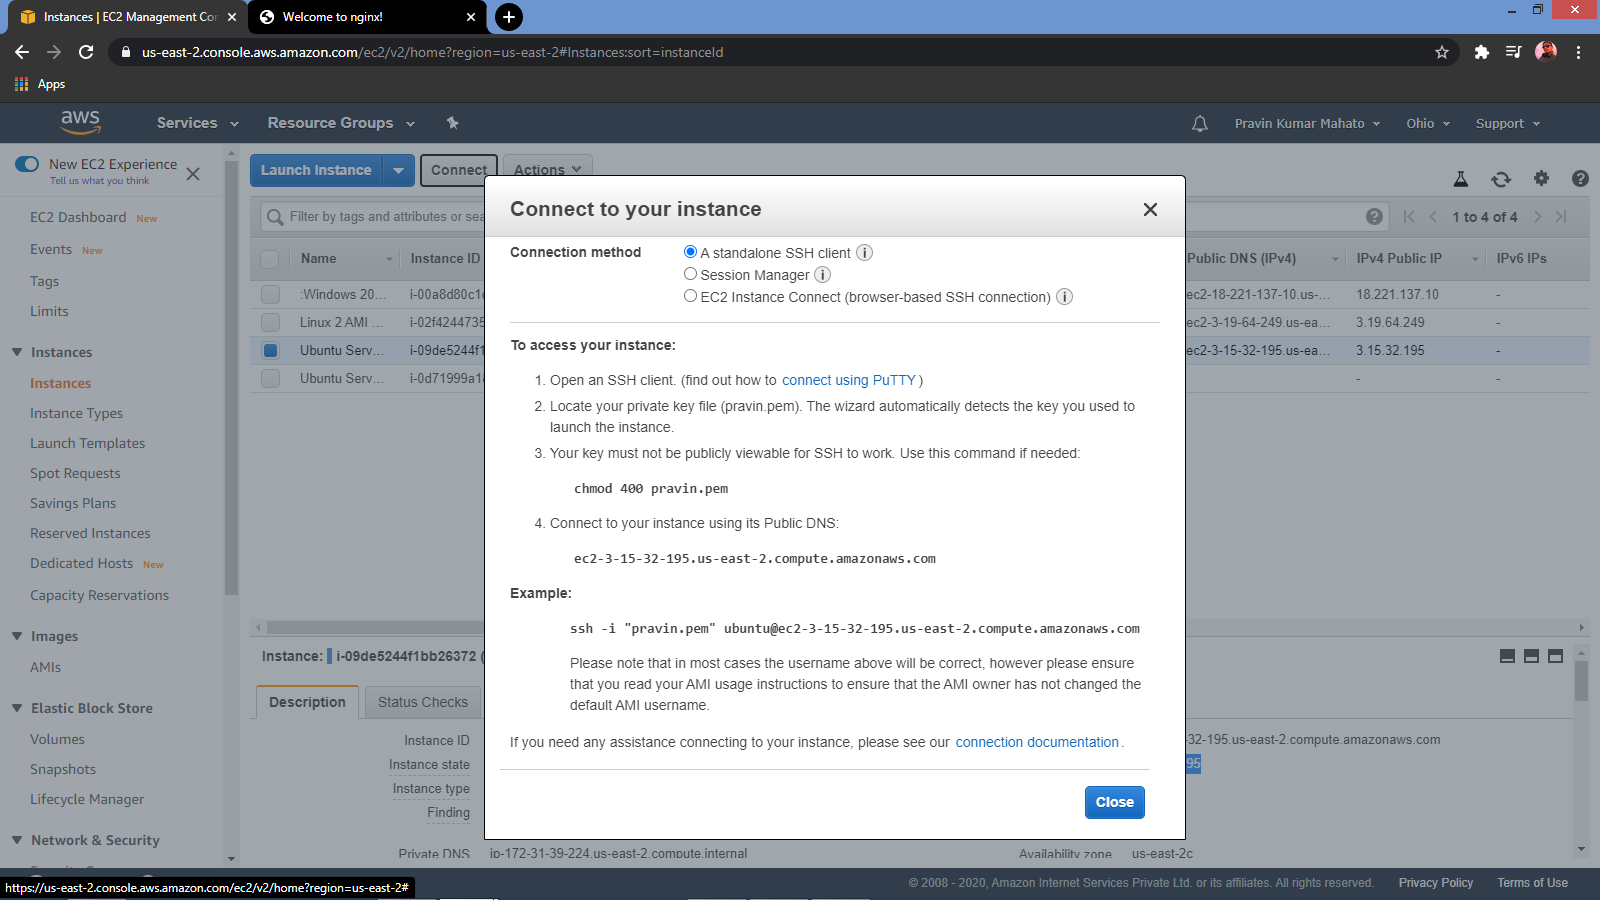 Instances | EC2 Management Con
Welcome to nginx!
us-east-2.console.aws.amazon.com/ec2/v2/home?region=us-east-2#Instances:sort=instanceId
Apps
aws
Services
Resource Groups
Pravin Kumar Mahato
Ohio
Support
New EC2 Experience
Tell us what you think
EC2 Dashboard New
Events New
Tags
Limits
Instances
Instances
Instance Types
Launch Templates
Spot Requests
Savings Plans
Reserved Instances
Dedicated Hosts New
Capacity Reservations
Images
AMIs
Elastic Block Store
Volumes
Snapshots
Lifecycle Manager
Network & Security
Launch Instance
Connect
Actions
Filter by tags and attributes or sea
1 to 4 of 4
Name Instance ID Public DNS (IPv4) IPv4 Public IP IPv6 IPs
:Windows 20... i-00a8d80c1 ec2-18-221-137-10.us-... 18.221.137.10 -
Linux 2 AMI ... i-02f4244735 ec2-3-19-64-249.us-ea... 3.19.64.249 -
Ubuntu Serv... i-09de5244f1 ec2-3-15-32-195.us-ea... 3.15.32.195 -
Ubuntu Serv... i-0d71999a1 - -
Connect to your instance
Connection method
A standalone SSH client
Session Manager
EC2 Instance Connect (browser-based SSH connection)
To access your instance:
1. Open an SSH client. (find out how to connect using PuTTY )
2. Locate your private key file (pravin.pem). The wizard automatically detects the key you used to
launch the instance.
3. Your key must not be publicly viewable for SSH to work. Use this command if needed:
chmod 400 pravin.pem
4. Connect to your instance using its Public DNS:
ec2-3-15-32-195.us-east-2.compute.amazonaws.com
Example:
ssh -i "pravin.pem" ubuntu@ec2-3-15-32-195.us-east-2.compute.amazonaws.com
Please note that in most cases the username above will be correct, however please ensure
that you read your AMI usage instructions to ensure that the AMI owner has not changed the
default AMI username.
If you need any assistance connecting to your instance, please see our connection documentation .
Close
Instance: i-09de5244f1bb26372 (
Description
Status Checks
Instance ID
Instance state
Instance type
Finding
Private DNS ip-172-31-39-224.us-east-2.compute.internal
32-195.us-east-2.compute.amazonaws.com
95
Availability zone us-east-2c
https://us-east-2.console.aws.amazon.com/ec2/v2/home?region=us-east-2#
© 2008 - 2020, Amazon Internet Services Private Ltd. or its affiliates. All rights reserved.
Privacy Policy
Terms of Use